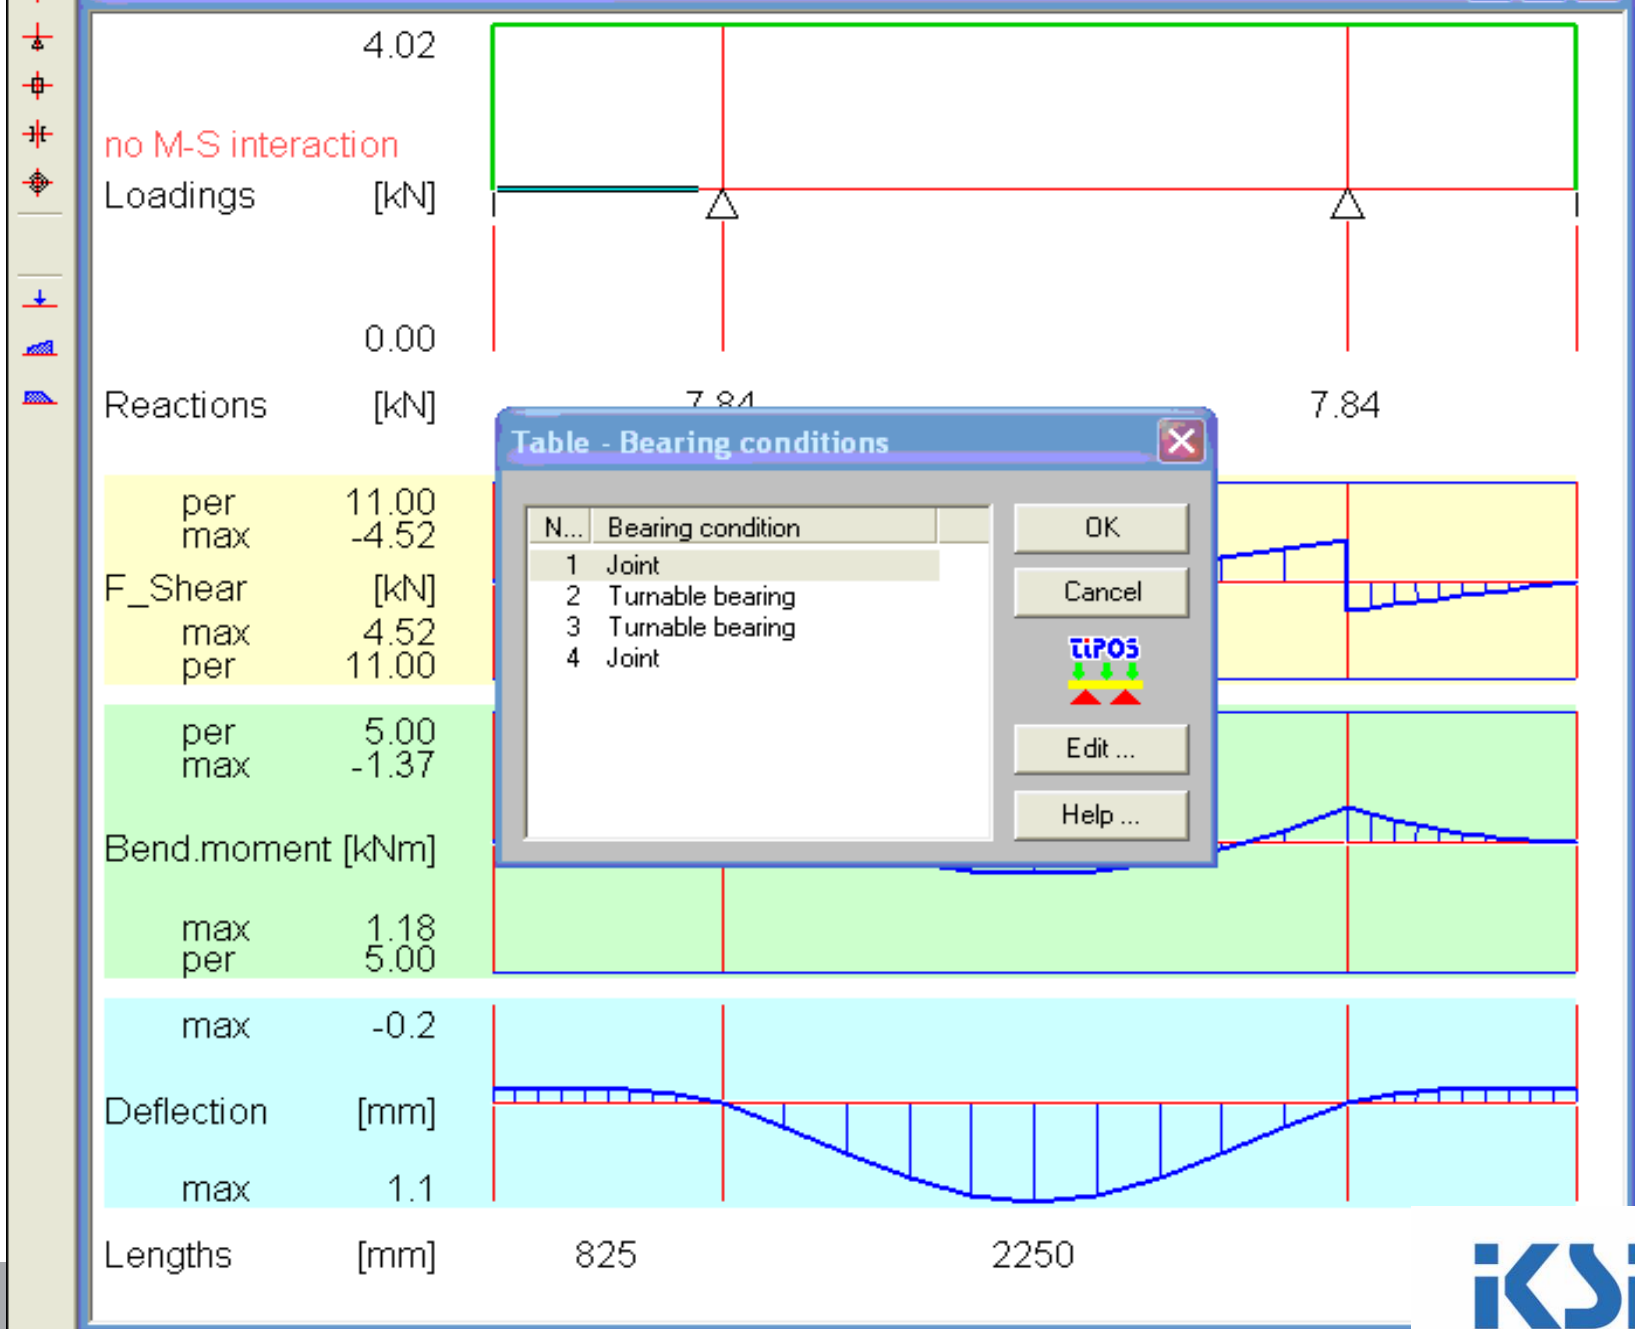 4.02
no M-S interaction
Loadings [kN]
0.00
Reactions [kN] 7.84 7.84
Table - Bearing conditions
N... Bearing condition
1 Joint
2 Turnable bearing
3 Turnable bearing
4 Joint
OK
Cancel
TiPOS
Edit ...
Help ...
per 11.00
max -4.52
F_Shear [kN]
max 4.52
per 11.00
per 5.00
max -1.37
Bend.moment [kNm]
max 1.18
per 5.00
max -0.2
Deflection [mm]
max 1.1
Lengths [mm] 825 2250
iKSi